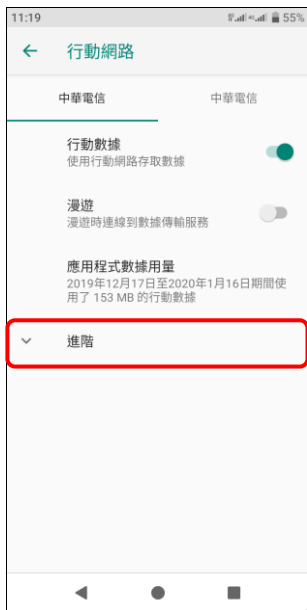 11:19
55%
行動網路
中華電信
中華電信
行動數據
使用行動網路存取數據
漫遊
漫遊時連線到數據傳輸服務
應用程式數據用量
2019年12月17日至2020年1月16日期間使
用了 153 MB 的行動數據
進階